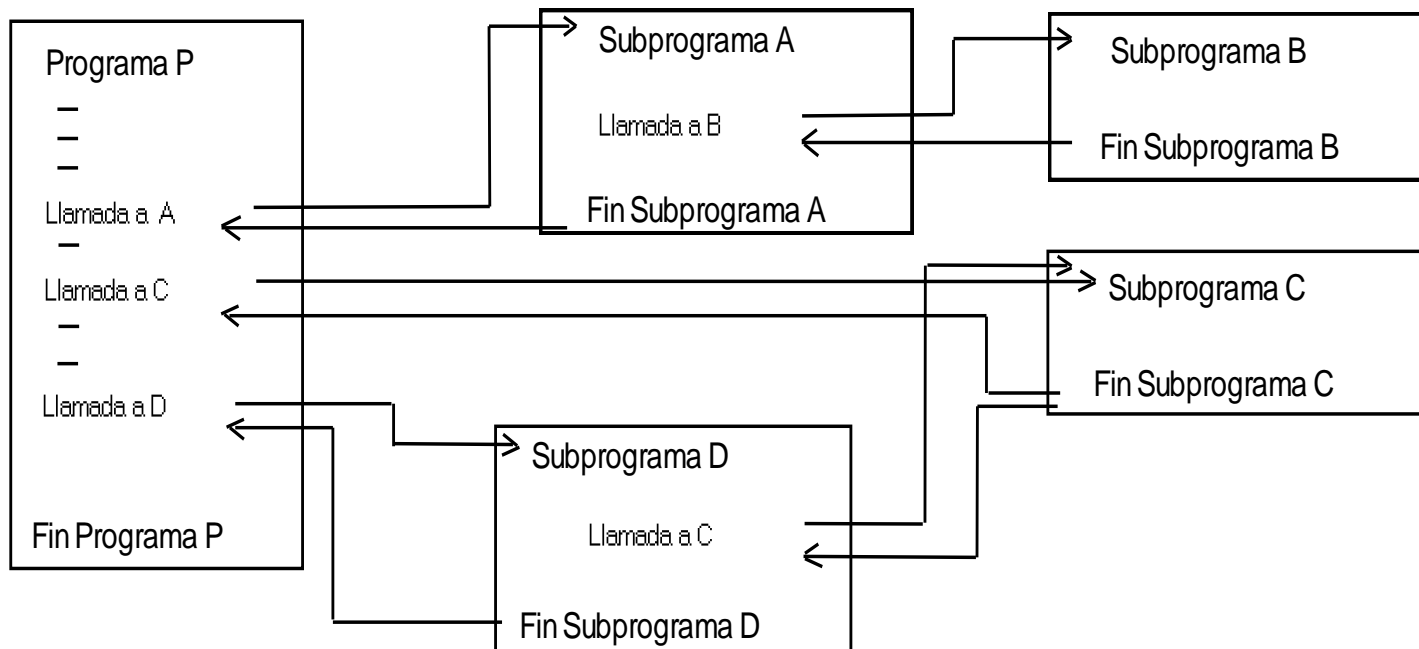 Programa P
Llamada a A
Llamada a C
Llamada a D
Fin Programa P
Subprograma A
Llamada a B
Fin Subprograma A
Subprograma B
Fin Subprograma B
Subprograma C
Fin Subprograma C
Subprograma D
Llamada a C
Fin Subprograma D